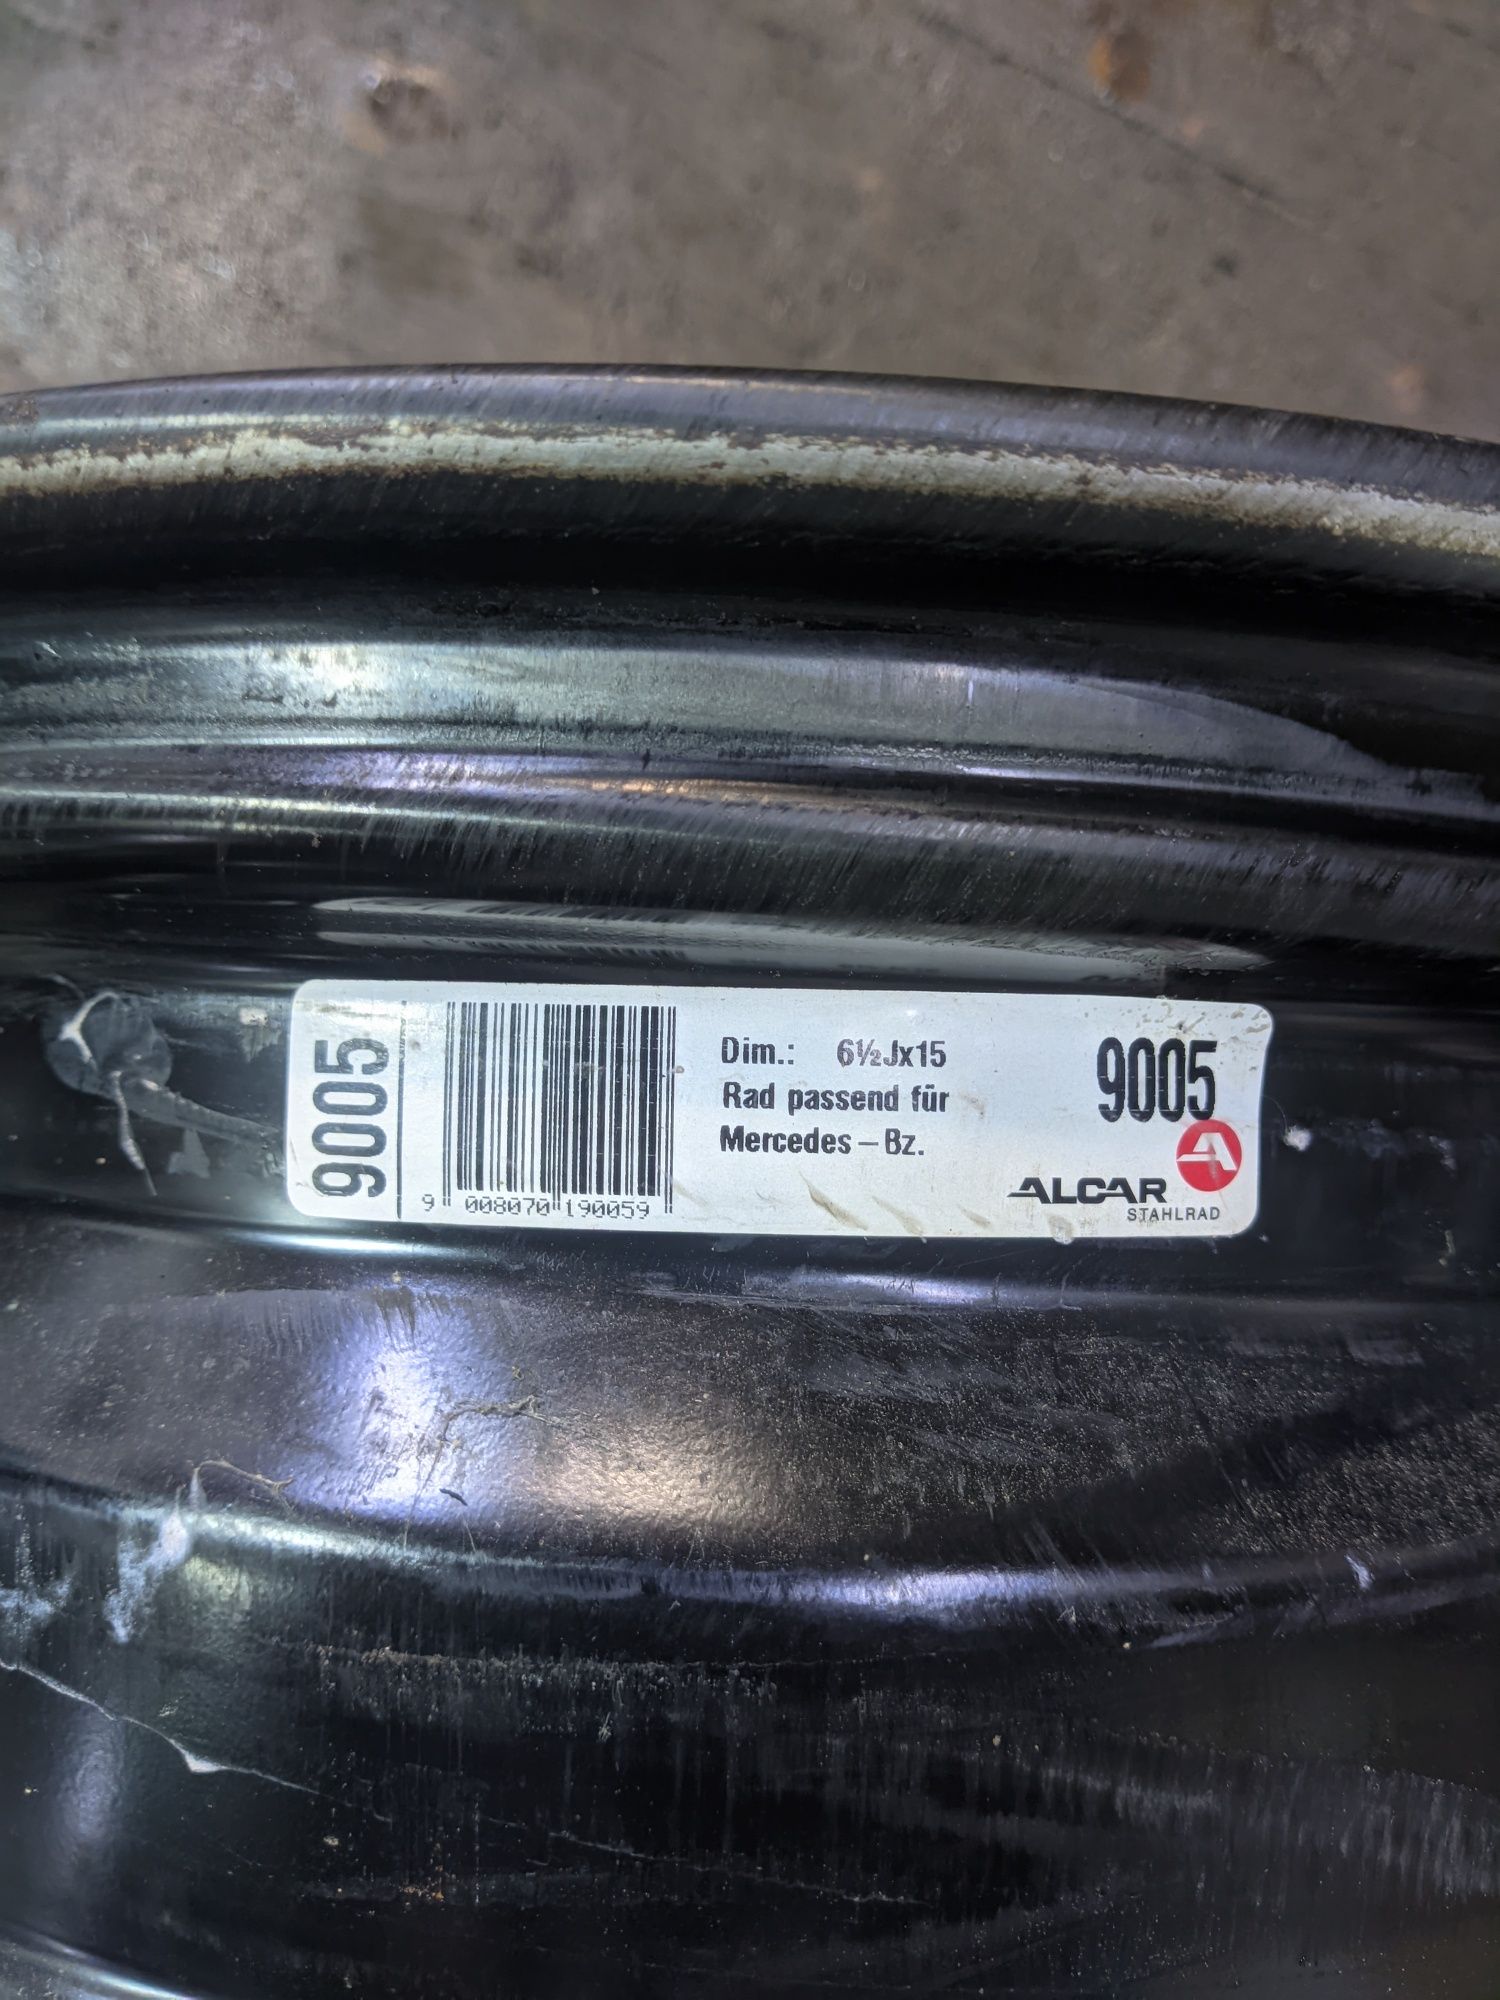 9005
9 008070 190059
Dim.: 6½Jx15
Rad passend für
Mercedes – Bz.
9005
ALCAR
STAHLRAD